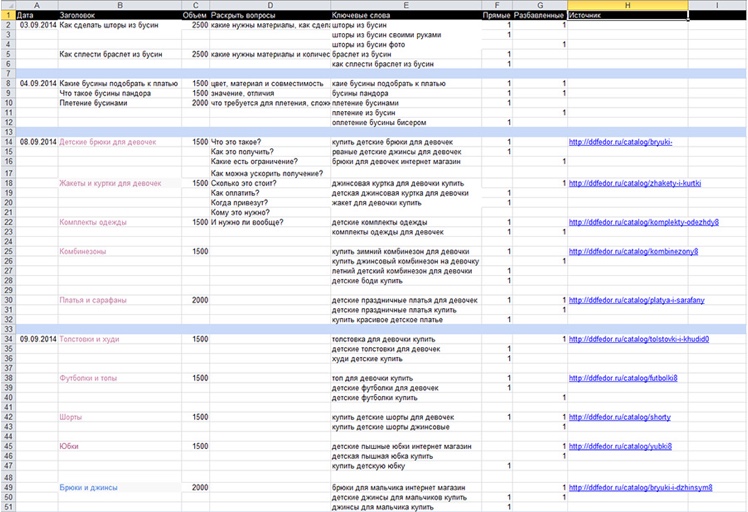 A B C D E F G H I
1 Дата Заголовок Объем Раскрыть вопросы Ключевые слова Прямые Разбавленные Источник
2 03.09.2014 Как сделать шторы из бусин 2500 какие нужны материалы, как сдела шторы из бусин 1
3 шторы из бусин своими руками 1
4 шторы из бусин фото 1
5 Как сплести браслет из бусин 2500 какие нужны материалы и количес браслет из бусин 1
6 как сплести браслет из бусин 1
7
8 04.09.2014 Какие бусины подобрать к платью 1500 цвет, материал и совместимость каие бусины подобрать к платью 1 1
9 Что такое бусины пандора 1500 значение, отличия бусины пандора 1 1
10 Плетение бусинами 2000 что требуется для плетения, слож плетение бусинами 1
11 плетение из бусин 1
12 оплетение бусины бисером 1
13
14 08.09.2014 Детские брюки для девочек 1500 Что это такое? купить детские брюки для девочек 1 1 http://ddfedor.ru/catalog/bryuki-
15 Как это получить? рваные детские джинсы для девочек 1
16 Какие есть ограничение? брюки для девочек интернет магазин 1
17 Как можна ускорить получение?
18 Жакеты и куртки для девочек 1500 Сколько это стоит? джинсовая куртка для девочки купить 1 http://ddfedor.ru/catalog/zhakety-i-kurtki
19 Как оплатить? детская джинсовая куртка для девочки 1
20 Когда привезут? жакет для девочки купить 1
21 Кому это нужно?
22 Комплекты одежды 1500 И нужно ли вообще? детские комплекты одежды 1 1 http://ddfedor.ru/catalog/komplekty-odezhdy8
23 комплекты одежды для девочек 1 1
24
25 Комбинезоны 1500 купить зимний комбинезон для девочки 1 1 http://ddfedor.ru/catalog/kombinezony8
26 купить джинсовый комбинезон на девочку 1
27 летний детский комбинезон для девочки 1
28 детские боди купить 1
29
30 Платья и сарафаны 2000 детские праздничные платья для девочек 1 1 http://ddfedor.ru/catalog/platya-i-sarafany
31 детские праздничные платья купить 1
32 купить красивое детское платье 1
33
34 09.09.2014 Толстовки и худи 1500 толстовка для девочки купить 1 http://ddfedor.ru/catalog/tolstovki-i-khudid0
35 детские толстовки для девочек 1
36 худи детские купить 1
37
38 Футболки и топы 1500 топ для девочки купить 1 1 http://ddfedor.ru/catalog/futbolki8
39 детские футболки для девочек 1
40 детские футболки купить 1
41
42 Шорты 1500 купить детские шорты для девочек 1 1 http://ddfedor.ru/catalog/shorty
43 купить детские шорты джинсовые 1
44
45 Юбки 1500 детские пышные юбки интернет магазин 1 http://ddfedor.ru/catalog/yubki8
46 детская пышная юбка купить 1
47 купить детскую юбку 1
48
49 Брюки и джинсы 2000 брюки для мальчика интернет магазин 1 http://ddfedor.ru/catalog/bryuki-i-dzhinsym8
50 детские джинсы для мальчиков купить 1 1
51 джинсы для мальчика купить 1